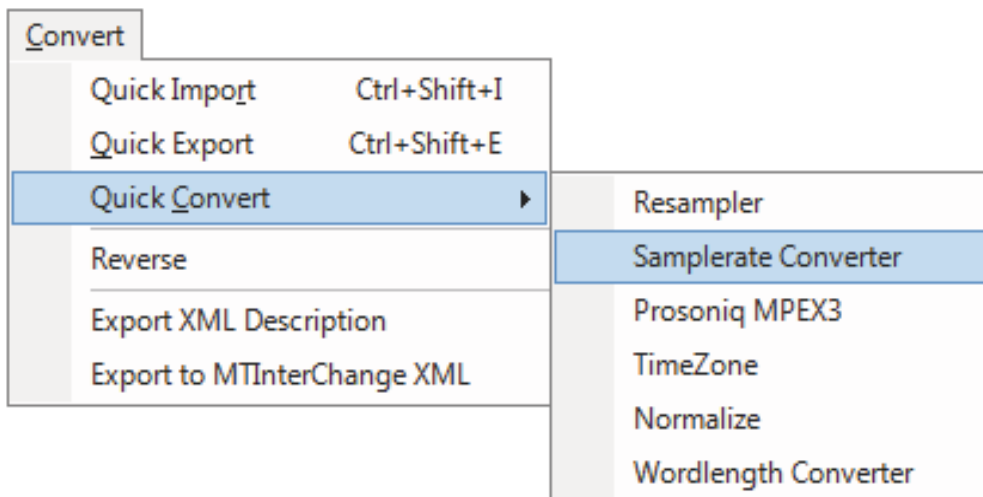 Convert
Quick Import Ctrl+Shift+I
Quick Export Ctrl+Shift+E
Quick Convert
Reverse
Export XML Description
Export to MTInterChange XML
Resampler
Samplerate Converter
Prosoniq MPEX3
TimeZone
Normalize
Wordlength Converter